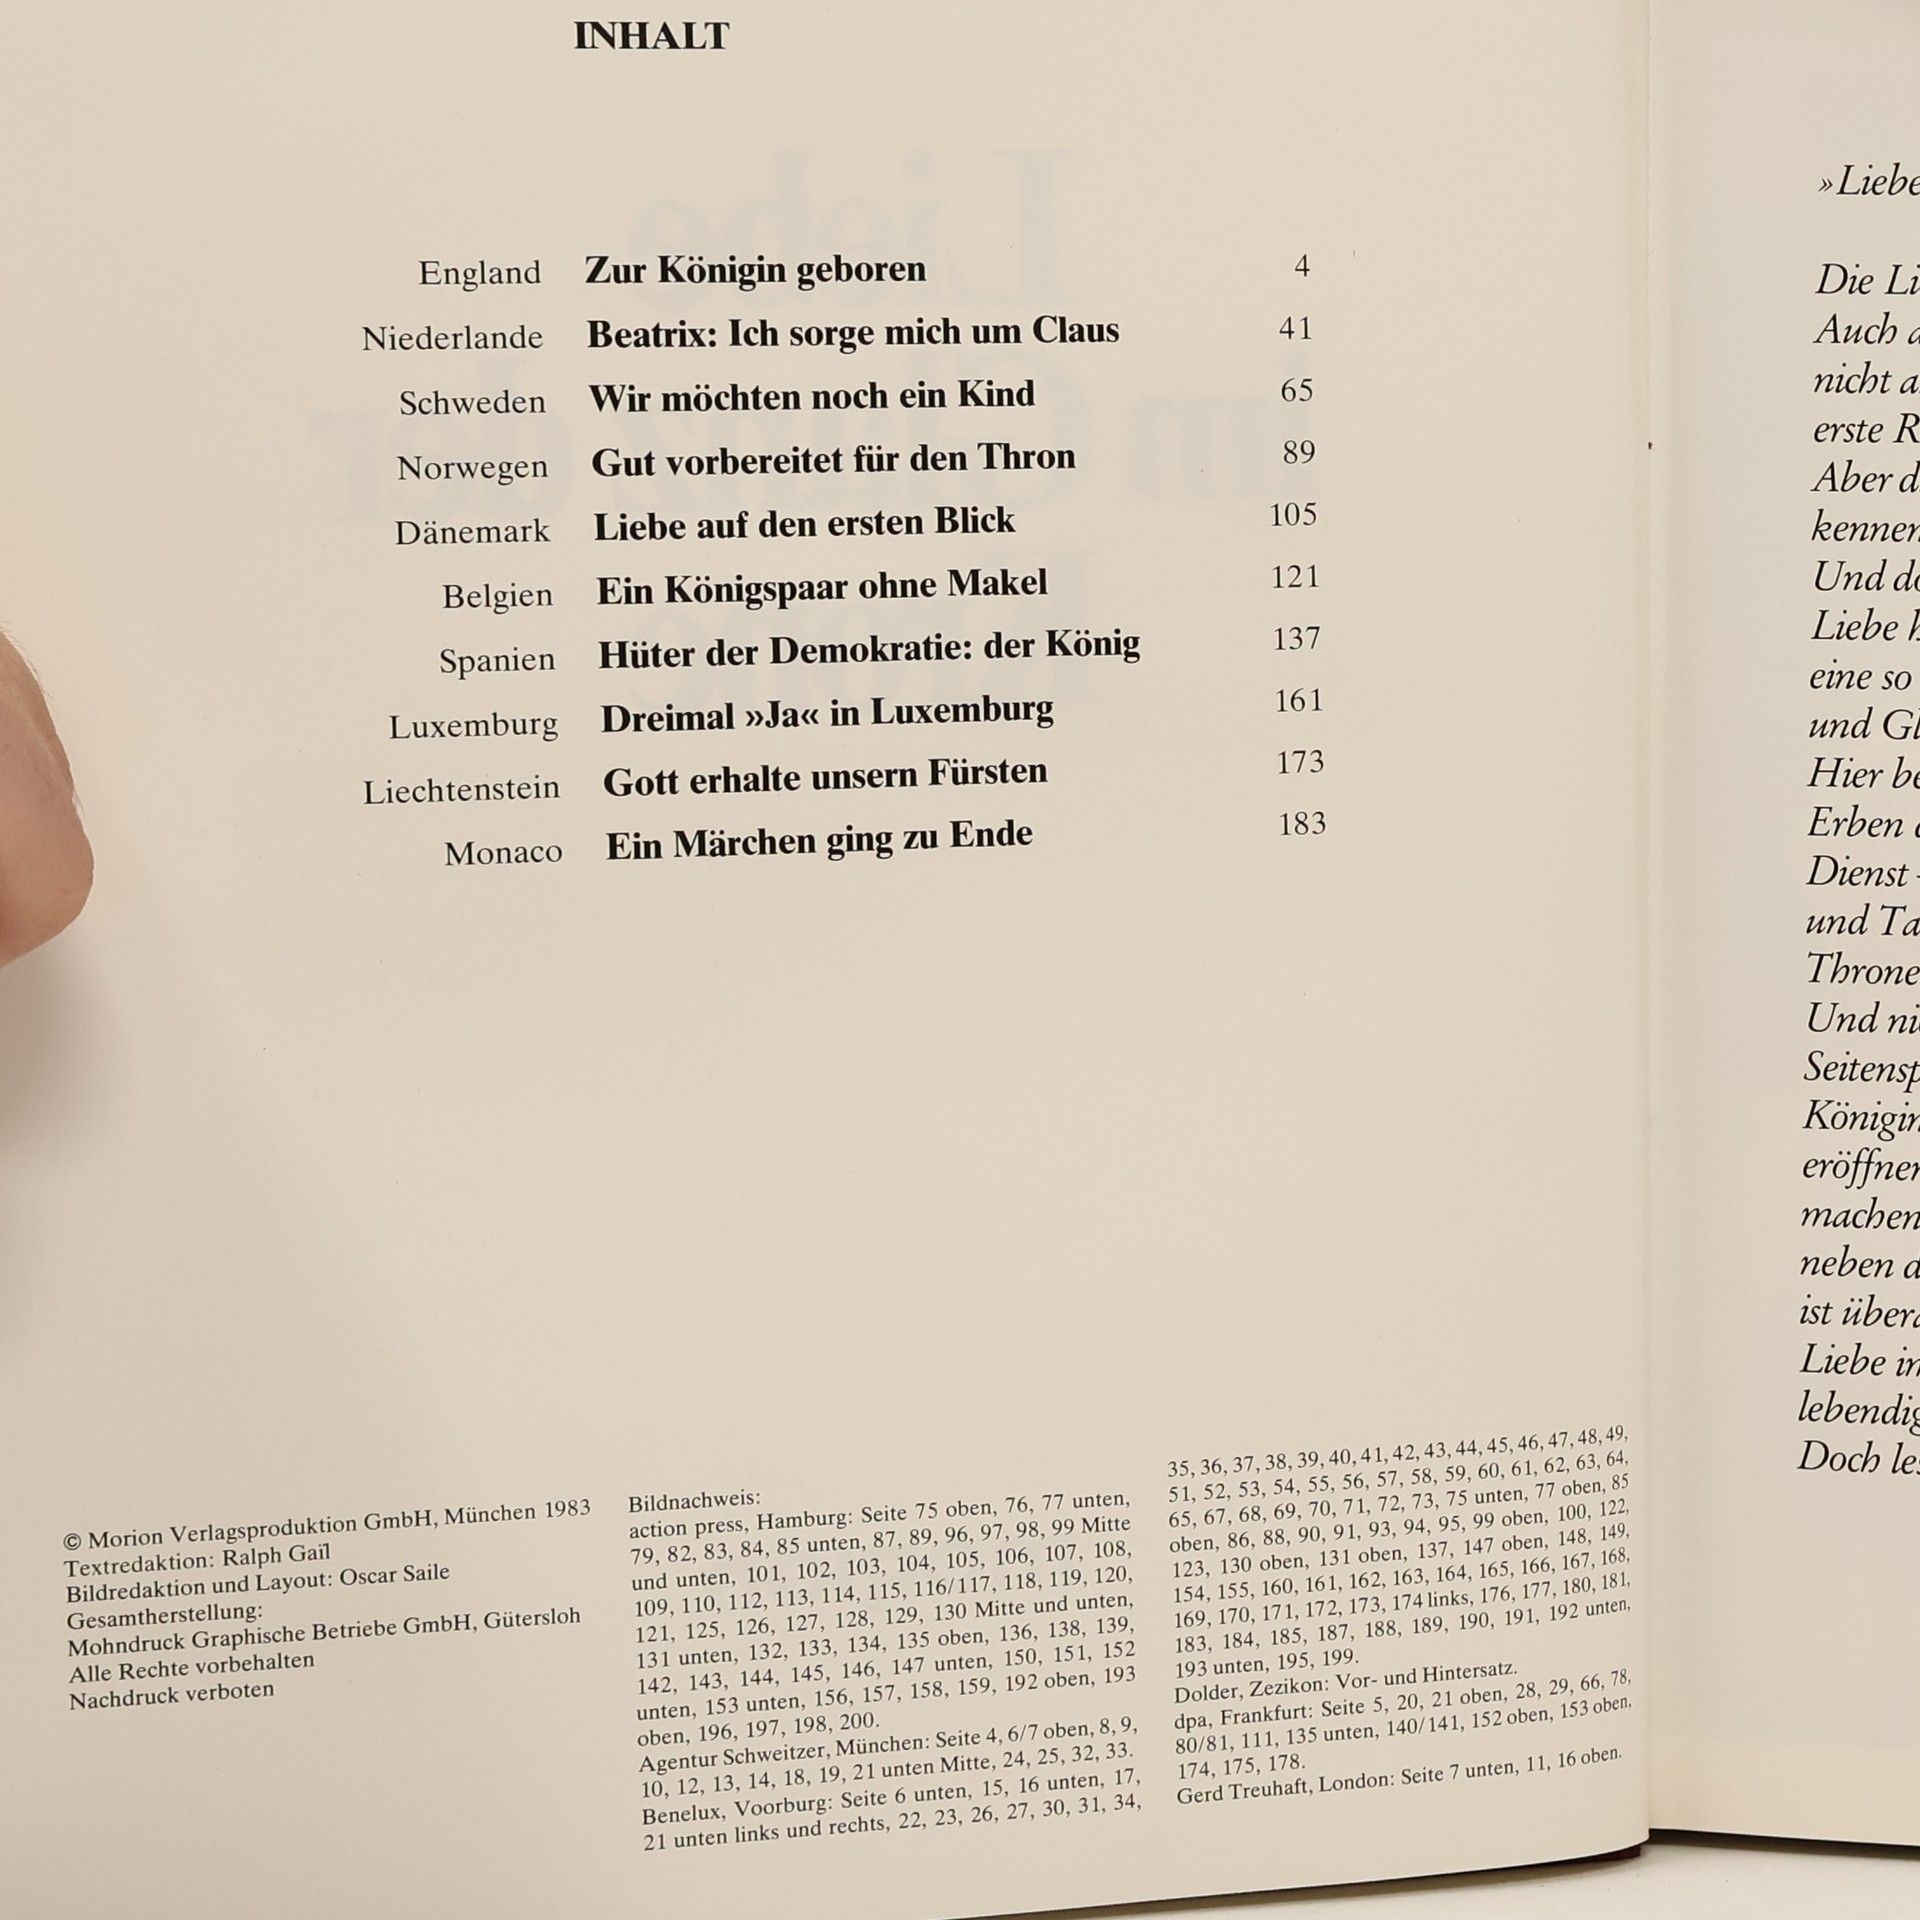 INHALT
England Zur Königin geboren 4
Niederlande Beatrix: Ich sorge mich um Claus 41
Schweden Wir möchten noch ein Kind 65
Norwegen Gut vorbereitet für den Thron 89
Dänemark Liebe auf den ersten Blick 105
Belgien Ein Königspaar ohne Makel 121
Spanien Hüter der Demokratie: der König 137
Luxemburg Dreimal »Ja« in Luxemburg 161
Liechtenstein Gott erhalte unsern Fürsten 173
Monaco Ein Märchen ging zu Ende 183
© Morion Verlagsproduktion GmbH, München 1983
Textredaktion: Ralph Gail
Bildredaktion und Layout: Oscar Saile
Gesamtherstellung:
Mohndruck Graphische Betriebe GmbH, Gütersloh
Alle Rechte vorbehalten
Nachdruck verboten
Bildnachweis:
action press, Hamburg: Seite 75 oben, 76, 77 unten,
79, 82, 83, 84, 85 unten, 87, 89, 96, 97, 98, 99 Mitte
und unten, 101, 102, 103, 104, 105, 106, 107, 108,
109, 110, 112, 113, 114, 115, 116/117, 118, 119, 120,
121, 125, 126, 127, 128, 129, 130 Mitte und unten,
131 unten, 132, 133, 134, 135 oben, 136, 138, 139,
142, 143, 144, 145, 146, 147 unten, 150, 151, 152
unten, 153 unten, 156, 157, 158, 159, 192 oben, 193
oben, 196, 197, 198, 200.
Agentur Schweitzer, München: Seite 4, 6/7 oben, 8, 9,
10, 12, 13, 14, 18, 19, 21 unten Mitte, 24, 25, 32, 33.
Benelux, Voorburg: Seite 6 unten, 15, 16 unten, 17,
21 unten links und rechts, 22, 23, 26, 27, 30, 31, 34,
35, 36, 37, 38, 39, 40, 41, 42, 43, 44, 45, 46, 47, 48, 49,
51, 52, 53, 54, 55, 56, 57, 58, 59, 60, 61, 62, 63, 64,
65, 67, 68, 69, 70, 71, 72, 73, 75 unten, 77 oben, 85
oben, 86, 88, 90, 91, 93, 94, 95, 99 oben, 100, 122,
123, 130 oben, 131 oben, 137, 147 oben, 148, 149,
154, 155, 160, 161, 162, 163, 164, 165, 166, 167, 168,
169, 170, 171, 172, 173, 174 links, 176, 177, 180, 181,
183, 184, 185, 187, 188, 189, 190, 191, 192 unten,
193 unten, 195, 199.
Dolder, Zezikon: Vor- und Hintersatz.
dpa, Frankfurt: Seite 5, 20, 21 oben, 28, 29, 66, 78,
80/81, 111, 135 unten, 140/141, 152 oben, 153 oben,
174, 175, 178.
Gerd Treuhaft, London: Seite 7 unten, 11, 16 oben.
»Liebe
Die Li
Auch
nicht
erste
Aber
kennen
Und
Liebe
eine so
und Gl
Hier be
Erben
Dienst
und Ta
Throne
Und
Seitensp
Königin
eröffnen
machen
neben
ist
Liebe
lebendig
Doch les